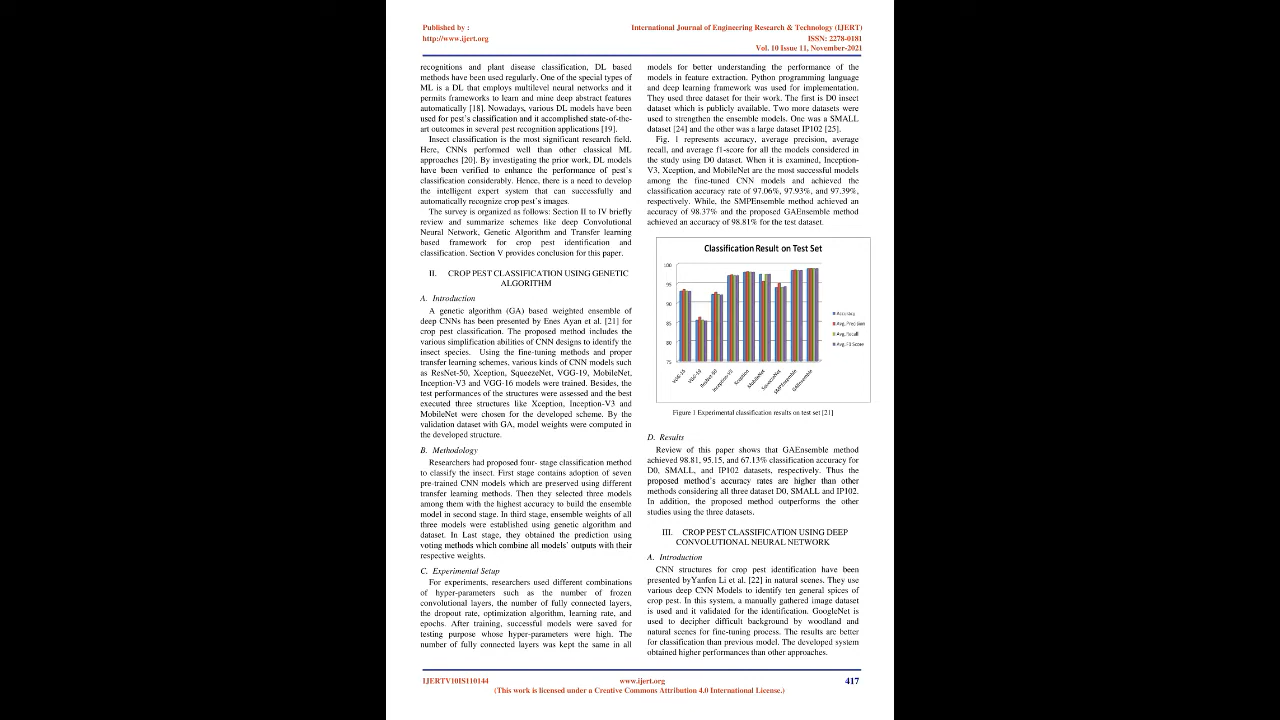 Published by :
http://www.ijert.org
International Journal of Engineering Research & Technology (IJERT)
ISSN: 2278-0181
Vol. 10 Issue 11, November-2021
recognitions and plant disease classification, DL based
methods have been used regularly. One of the special types of
ML is a DL that employs multilevel neural networks and it
permits frameworks to learn and mine deep abstract features
automatically [18]. Nowadays, various DL models have been
used for pest's classification and it accomplished state-of-the-
art outcomes in several pest recognition applications [19].
Insect classification is the most significant research field.
Here, CNNs performed well than other classical ML
approaches [20]. By investigating the prior work, DL models
have been verified to enhance the performance of pest's
classification considerably. Hence, there is a need to develop
the intelligent expert system that can successfully and
automatically recognize crop pest's images.
The survey is organized as follows: Section II to IV briefly
review and summarize schemes like deep Convolutional
Neural Network, Genetic Algorithm and Transfer learning
based framework for crop pest identification and
classification. Section V provides conclusion for this paper.
II. CROP PEST CLASSIFICATION USING GENETIC
ALGORITHM
A. Introduction
A genetic algorithm (GA) based weighted ensemble of
deep CNNs has been presented by Enes Ayan et al. [21] for
crop pest classification. The proposed method includes the
various simplification abilities of CNN designs to identify the
insect species. Using the fine-tuning methods and proper
transfer learning schemes, various kinds of CNN models such
as ResNet-50, Xception, SqueezeNet, VGG-19, MobileNet,
Inception-V3 and VGG-16 models were trained. Besides, the
test performances of the structures were assessed and the best
executed three structures like Xception, Inception-V3 and
MobileNet were chosen for the developed scheme. By the
validation dataset with GA, model weights were computed in
the developed structure.
B. Methodology
Researchers had proposed four- stage classification method
to classify the insect. First stage contains adoption of seven
pre-trained CNN models which are preserved using different
transfer learning methods. Then they selected three models
among them with the highest accuracy to build the ensemble
model in second stage. In third stage, ensemble weights of all
three models were established using genetic algorithm and
dataset. In Last stage, they obtained the prediction using
voting methods which combine all models' outputs with their
respective weights.
C. Experimental Setup
For experiments, researchers used different combinations
of hyper-parameters such as the number of frozen
convolutional layers, the number of fully connected layers,
the dropout rate, optimization algorithm, learning rate, and
epochs. After training, successful models were saved for
testing purpose whose hyper-parameters were high. The
number of fully connected layers was kept the same in all
models for better understanding the performance of the
models in feature extraction. Python programming language
and deep learning framework was used for implementation.
They used three dataset for their work. The first is D0 insect
dataset which is publicly available. Two more datasets were
used to strengthen the ensemble models. One was a SMALL
dataset [24] and the other was a large dataset IP102 [25].
Fig. 1 represents accuracy, average precision, average
recall, and average f1-score for all the models considered in
the study using D0 dataset. When it is examined, Inception-
V3, Xception, and MobileNet are the most successful models
among the fine-tuned CNN models and achieved the
classification accuracy rate of 97.06%, 97.93%, and 97.39%,
respectively. While, the SMPEnsemble method achieved an
accuracy of 98.37% and the proposed GAEnsemble method
achieved an accuracy of 98.81% for the test dataset.
Classification Result on Test Set
100
95
90
85
80
75
VGG-16
VGG-19
ResNet-50
Inception-V3
Xception
MobileNet
SqueezeNet
SMPEnsemble
GAEnsemble
Accuracy
Avg. Precision
Avg. Recall
Avg. F1 Score
Figure 1 Experimental classification results on test set [21]
D. Results
Review of this paper shows that GAEnsemble method
achieved 98.81, 95.15, and 67.13% classification accuracy for
D0, SMALL, and IP102 datasets, respectively. Thus the
proposed method's accuracy rates are higher than other
methods considering all three dataset D0, SMALL and IP102.
In addition, the proposed method outperforms the other
studies using the three datasets.
III. CROP PEST CLASSIFICATION USING DEEP
CONVOLUTIONAL NEURAL NETWORK
A. Introduction
CNN structures for crop pest identification have been
presented byYanfen Li et al. [22] in natural scenes. They use
various deep CNN Models to identify ten general spices of
crop pest. In this system, a manually gathered image dataset
is used and it validated for the identification. GoogleNet is
used to decipher difficult background by woodland and
natural scenes for fine-tuning process. The results are better
for classification than previous model. The developed system
obtained higher performances than other approaches.
IJERTV10IS110144
www.ijert.org
417
(This work is licensed under a Creative Commons Attribution 4.0 International License.)